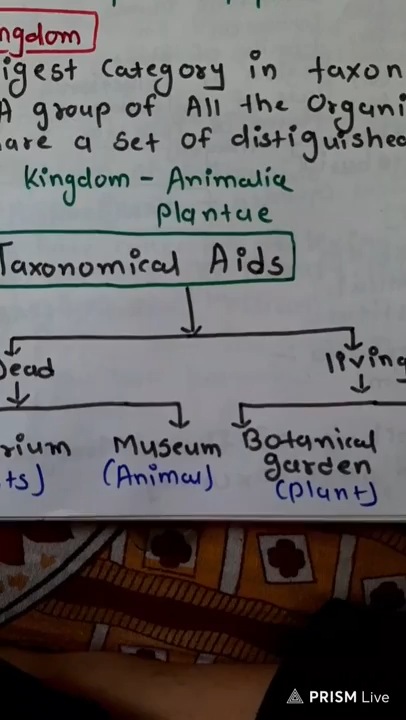 ngdom
igest Category in taxon
A group of All the Organi
are a set of distiguished
Kingdom - Animalia
Plantae
Taxonomical Aids
Dead
living
rium
Museum
Botanical
garden
ts)
(Animal)
(plant)
PRISM Live